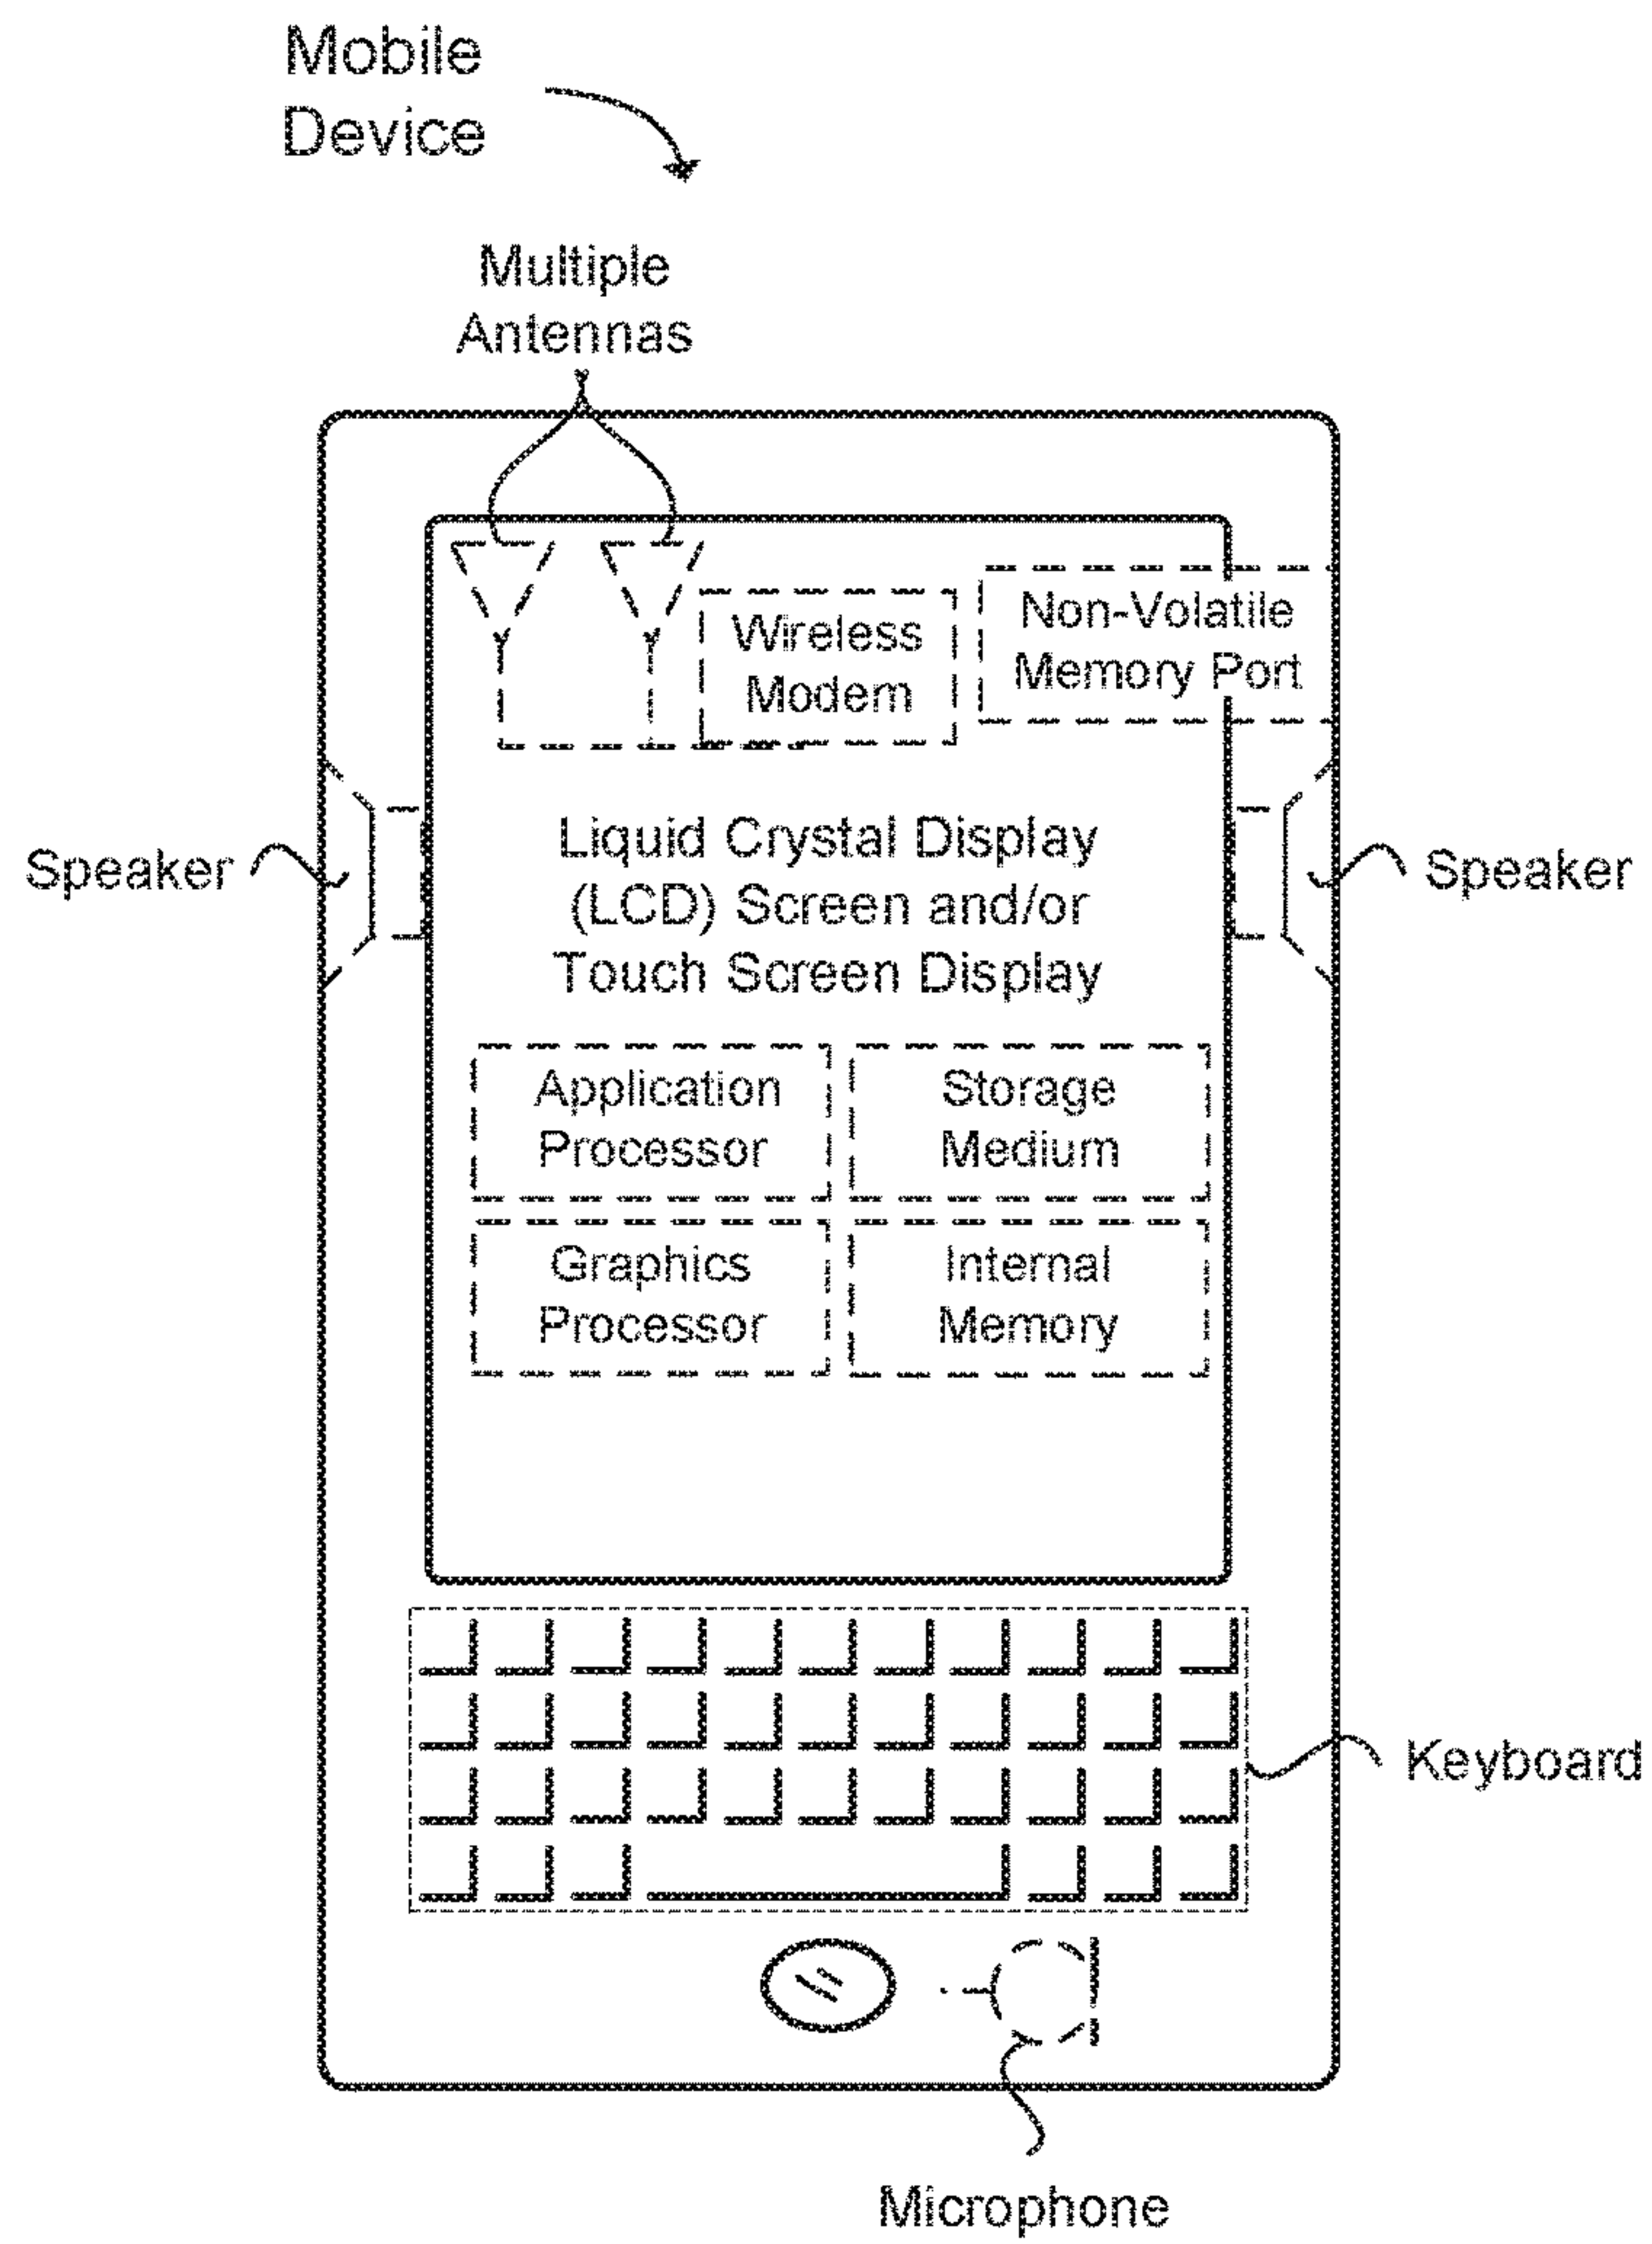 Mobile
Device
Multiple
Antennas
Wireless
Modem
Non-Volatile
Memory Port
Speaker
Liquid Crystal Display
(LCD) Screen and/or
Touch Screen Display
Speaker
Application
Processor
Storage
Medium
Graphics
Processor
Internal
Memory
Keyboard
Microphone